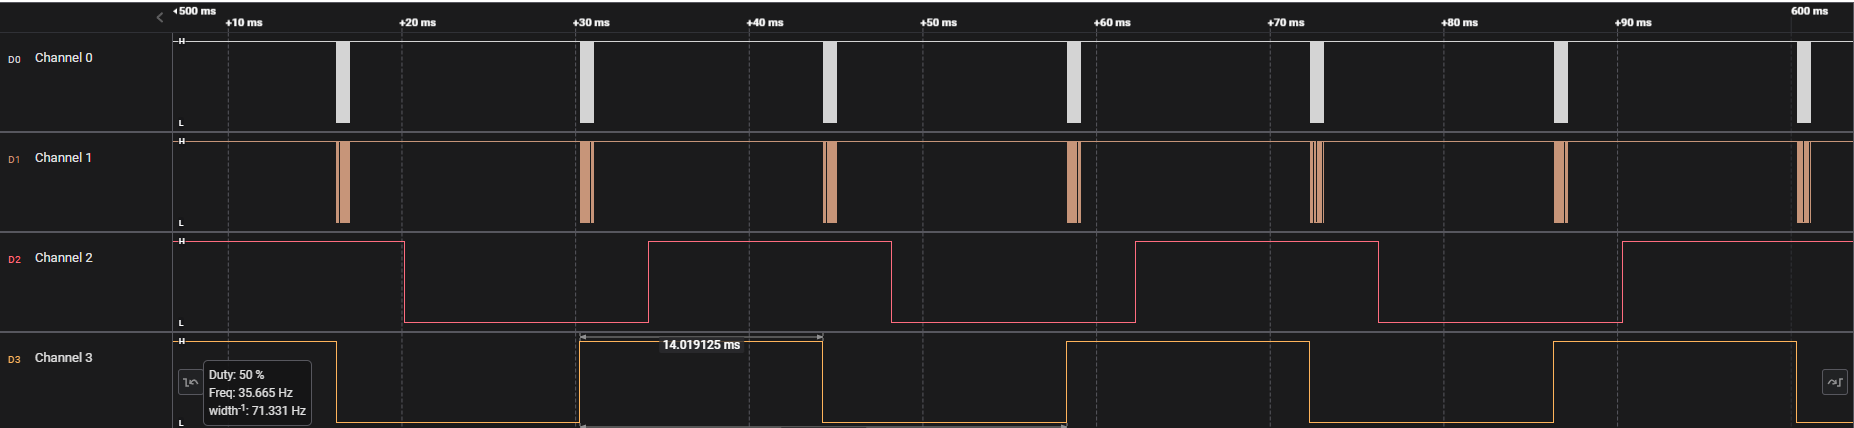 500 ms
+10 ms +20 ms +30 ms +40 ms +50 ms +60 ms +70 ms +80 ms +90 ms 600 ms
H
D0 Channel 0
L
H
D1 Channel 1
L
H
D2 Channel 2
L
H
14.019125 ms
D3 Channel 3
Duty: 50 %
Freq: 35.665 Hz
width⁻¹: 71.331 Hz
L